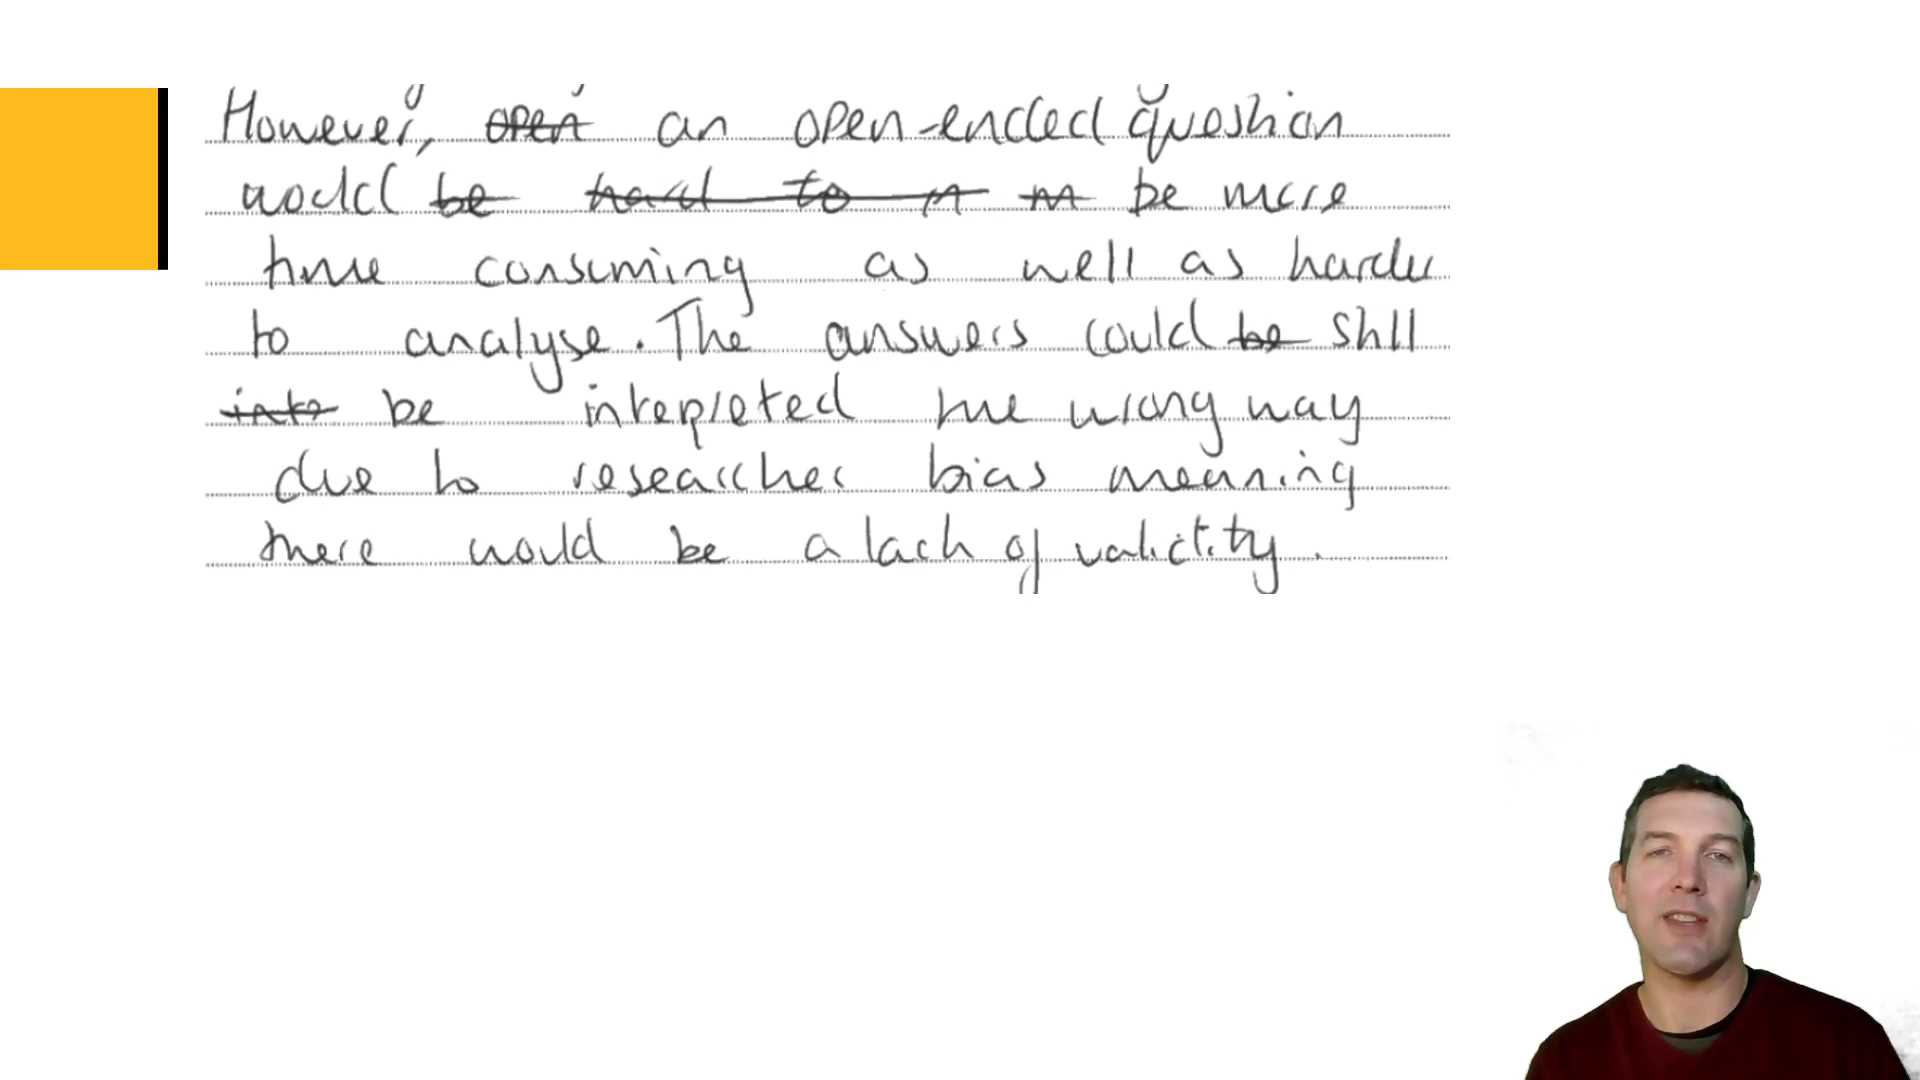 However, open an open-ended question
would be hard to n m be more
time consuming as well as harder
to analyse. The answers could be still
into be intepreted the wrong way
due to researcher bias meaning
there would be a lack of validity.